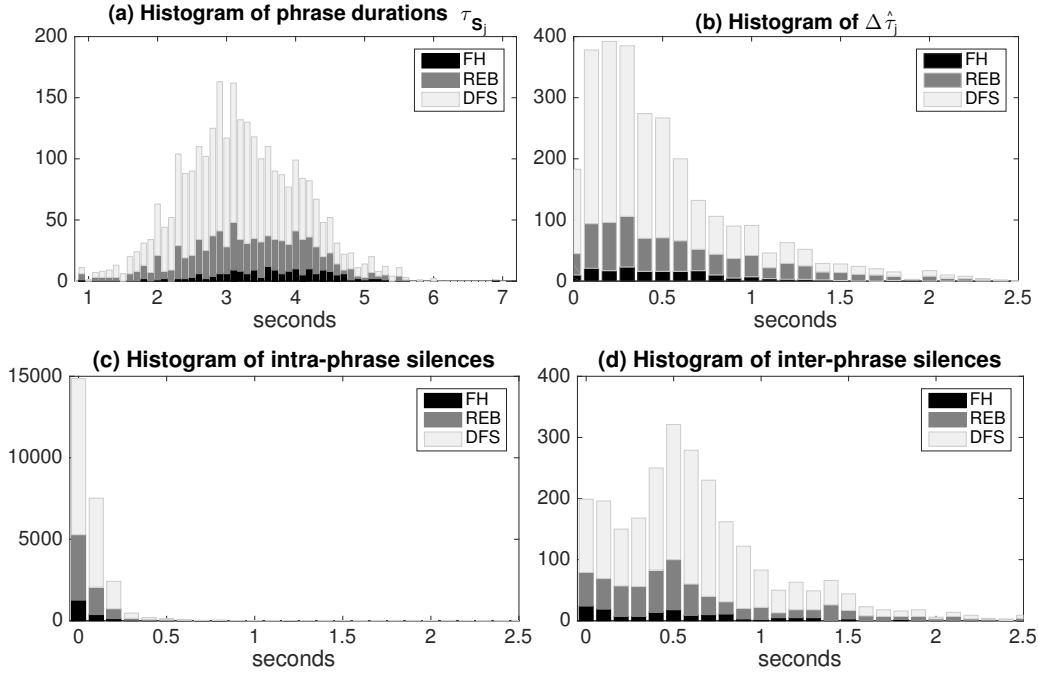 (a) Histogram of phrase durations τ_{S_j}
200
150
100
50
0
1 2 3 4 5 6 7
seconds
FH
REB
DFS
(b) Histogram of Δ τ̂_j
400
300
200
100
0
0 0.5 1 1.5 2 2.5
seconds
FH
REB
DFS
(c) Histogram of intra-phrase silences
15000
10000
5000
0
0 0.5 1 1.5 2 2.5
seconds
FH
REB
DFS
(d) Histogram of inter-phrase silences
400
300
200
100
0
0 0.5 1 1.5 2 2.5
seconds
FH
REB
DFS